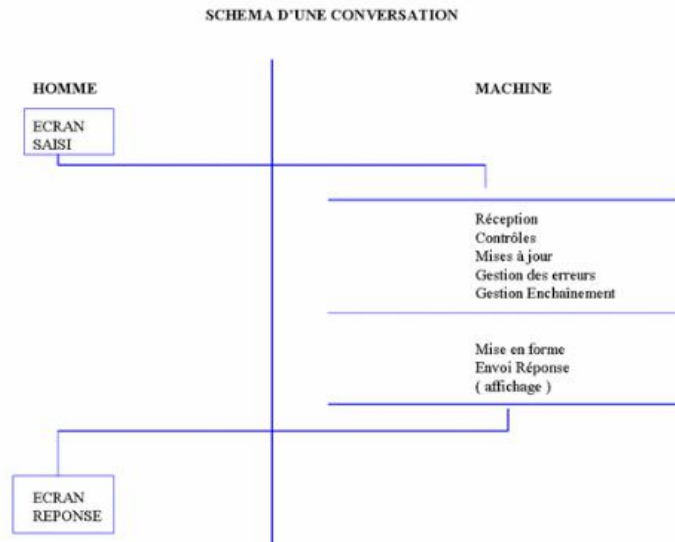 SCHEMA D'UNE CONVERSATION
HOMME
MACHINE
ECRAN
SAISI
Réception
Contrôles
Mises à jour
Gestion des erreurs
Gestion Enchaînement
Mise en forme
Envoi Réponse
( affichage )
ECRAN
REPONSE